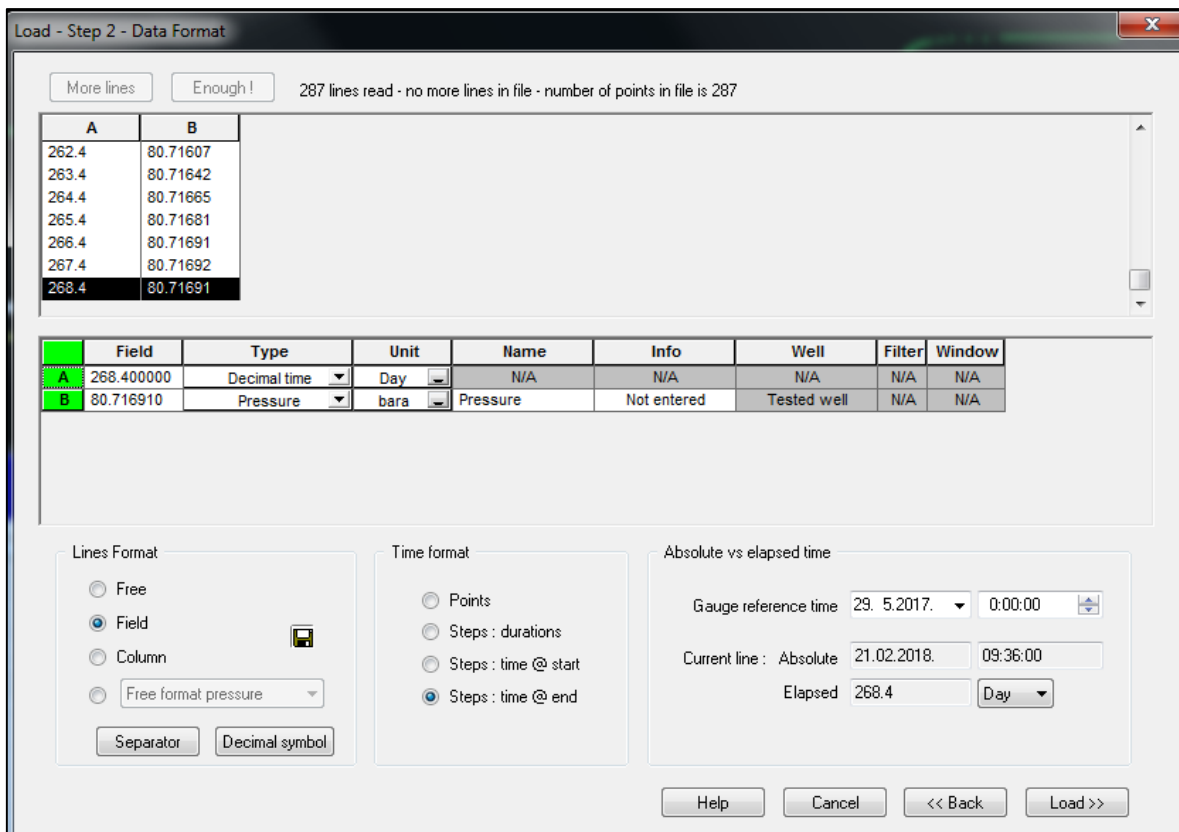 Load - Step 2 - Data Format
More lines Enough ! 287 lines read - no more lines in file - number of points in file is 287
A B
262.4 80.71607
263.4 80.71642
264.4 80.71665
265.4 80.71681
266.4 80.71691
267.4 80.71692
268.4 80.71691
Field Type Unit Name Info Well Filter Window
A 268.400000 Decimal time Day N/A N/A N/A N/A N/A
B 80.716910 Pressure bara Pressure Not entered Tested well N/A N/A
Lines Format
Free
Field
Column
Free format pressure
Separator Decimal symbol
Time format
Points
Steps : durations
Steps : time @ start
Steps : time @ end
Absolute vs elapsed time
Gauge reference time 29. 5.2017. 0:00:00
Current line : Absolute 21.02.2018. 09:36:00
Elapsed 268.4 Day
Help Cancel << Back Load >>